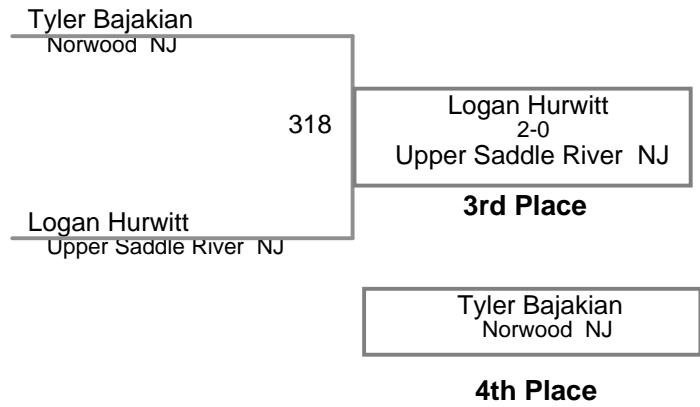 Tyler Bajakian
Norwood NJ
318
Logan Hurwitt
2-0
Upper Saddle River NJ
3rd Place
Logan Hurwitt
Upper Saddle River NJ
Tyler Bajakian
Norwood NJ
4th Place